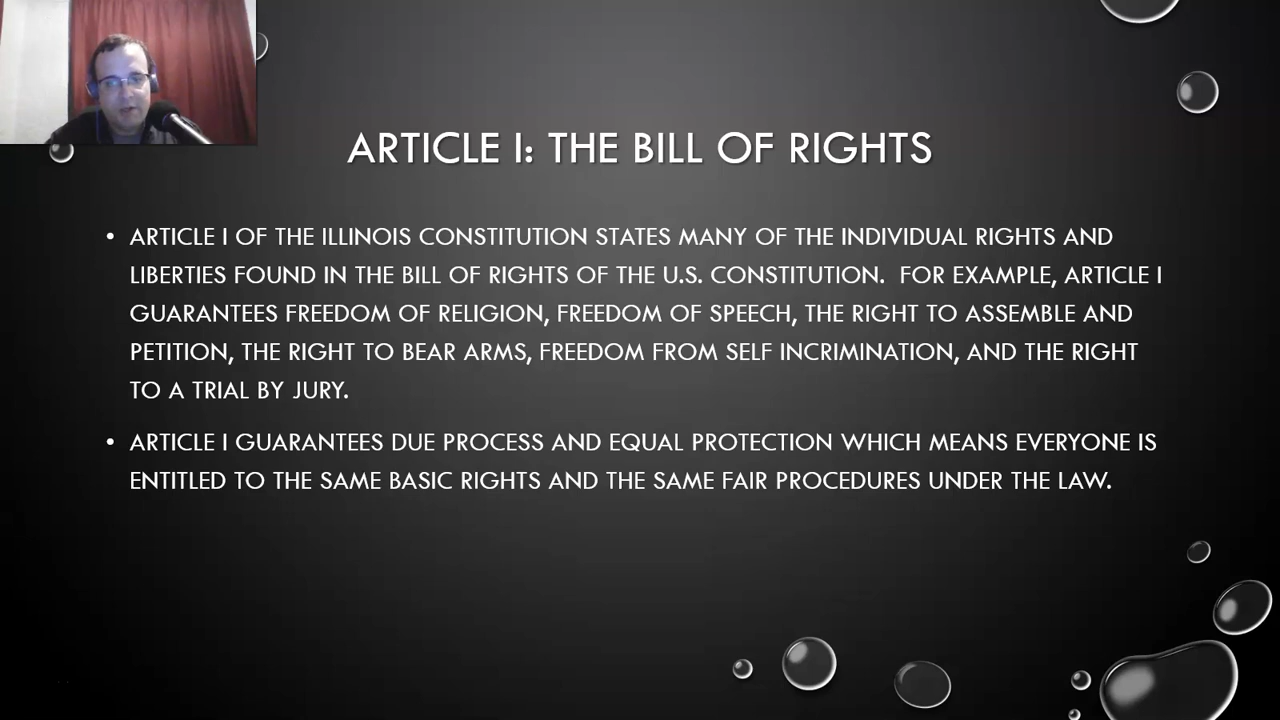 ARTICLE I: THE BILL OF RIGHTS
• ARTICLE I OF THE ILLINOIS CONSTITUTION STATES MANY OF THE INDIVIDUAL RIGHTS AND
LIBERTIES FOUND IN THE BILL OF RIGHTS OF THE U.S. CONSTITUTION.  FOR EXAMPLE, ARTICLE I
GUARANTEES FREEDOM OF RELIGION, FREEDOM OF SPEECH, THE RIGHT TO ASSEMBLE AND
PETITION, THE RIGHT TO BEAR ARMS, FREEDOM FROM SELF INCRIMINATION, AND THE RIGHT
TO A TRIAL BY JURY.
• ARTICLE I GUARANTEES DUE PROCESS AND EQUAL PROTECTION WHICH MEANS EVERYONE IS
ENTITLED TO THE SAME BASIC RIGHTS AND THE SAME FAIR PROCEDURES UNDER THE LAW.